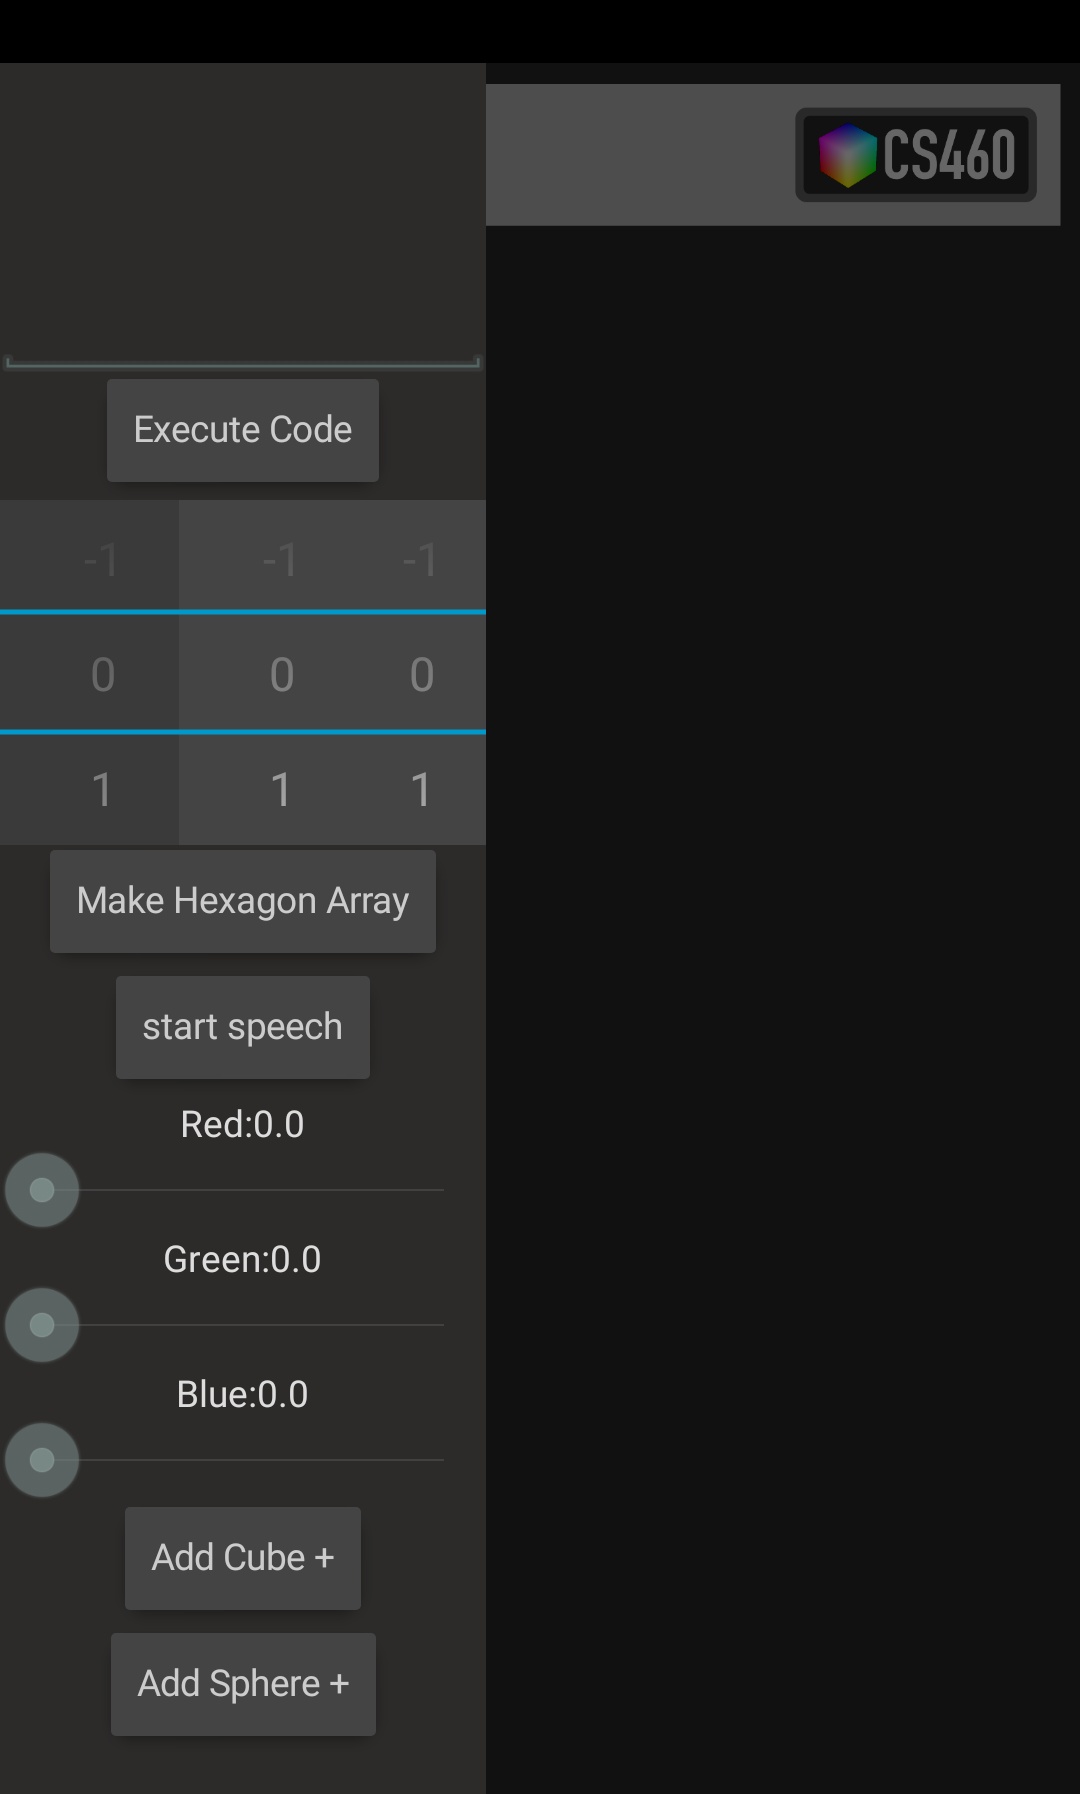 CS460
Execute Code
-1 -1 -1
0 0 0
1 1 1
Make Hexagon Array
start speech
Red:0.0
Green:0.0
Blue:0.0
Add Cube +
Add Sphere +